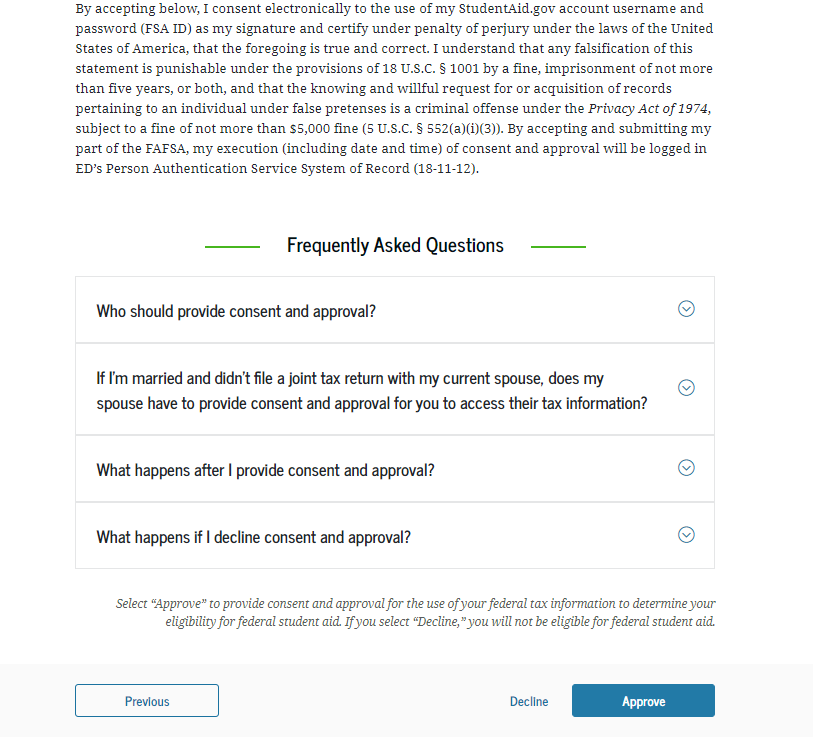 By accepting below, I consent electronically to the use of my StudentAid.gov account username and
password (FSA ID) as my signature and certify under penalty of perjury under the laws of the United
States of America, that the foregoing is true and correct. I understand that any falsification of this
statement is punishable under the provisions of 18 U.S.C. § 1001 by a fine, imprisonment of not more
than five years, or both, and that the knowing and willful request for or acquisition of records
pertaining to an individual under false pretenses is a criminal offense under the Privacy Act of 1974,
subject to a fine of not more than $5,000 fine (5 U.S.C. § 552(a)(i)(3)). By accepting and submitting my
part of the FAFSA, my execution (including date and time) of consent and approval will be logged in
ED's Person Authentication Service System of Record (18-11-12).
Frequently Asked Questions
Who should provide consent and approval?
If I'm married and didn't file a joint tax return with my current spouse, does my
spouse have to provide consent and approval for you to access their tax information?
What happens after I provide consent and approval?
What happens if I decline consent and approval?
Select “Approve” to provide consent and approval for the use of your federal tax information to determine your
eligibility for federal student aid. If you select “Decline,” you will not be eligible for federal student aid.
Previous
Decline
Approve